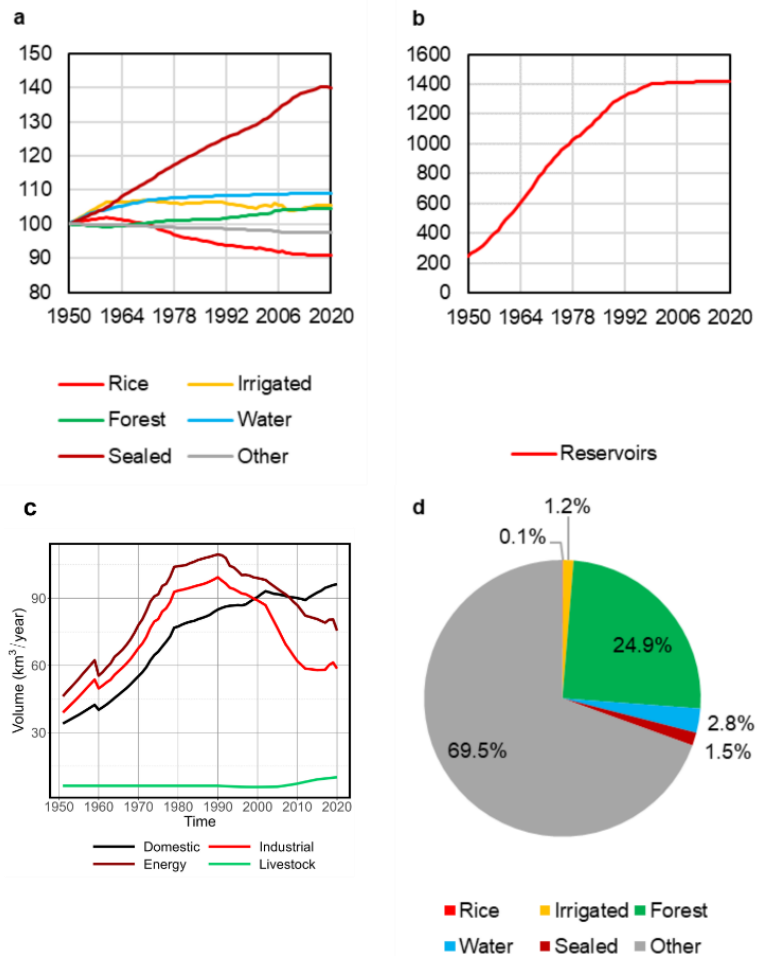 a
150
140
130
120
110
100
90
80
1950 1964 1978 1992 2006 2020
Rice Irrigated
Forest Water
Sealed Other
b
1600
1400
1200
1000
800
600
400
200
0
1950 1964 1978 1992 2006 2020
Reservoirs
c
Volume (km³/year)
90
60
30
1950 1960 1970 1980 1990 2000 2010 2020
Time
Domestic Industrial
Energy Livestock
d
1.2%
0.1%
24.9%
2.8%
1.5%
69.5%
Rice Irrigated Forest
Water Sealed Other